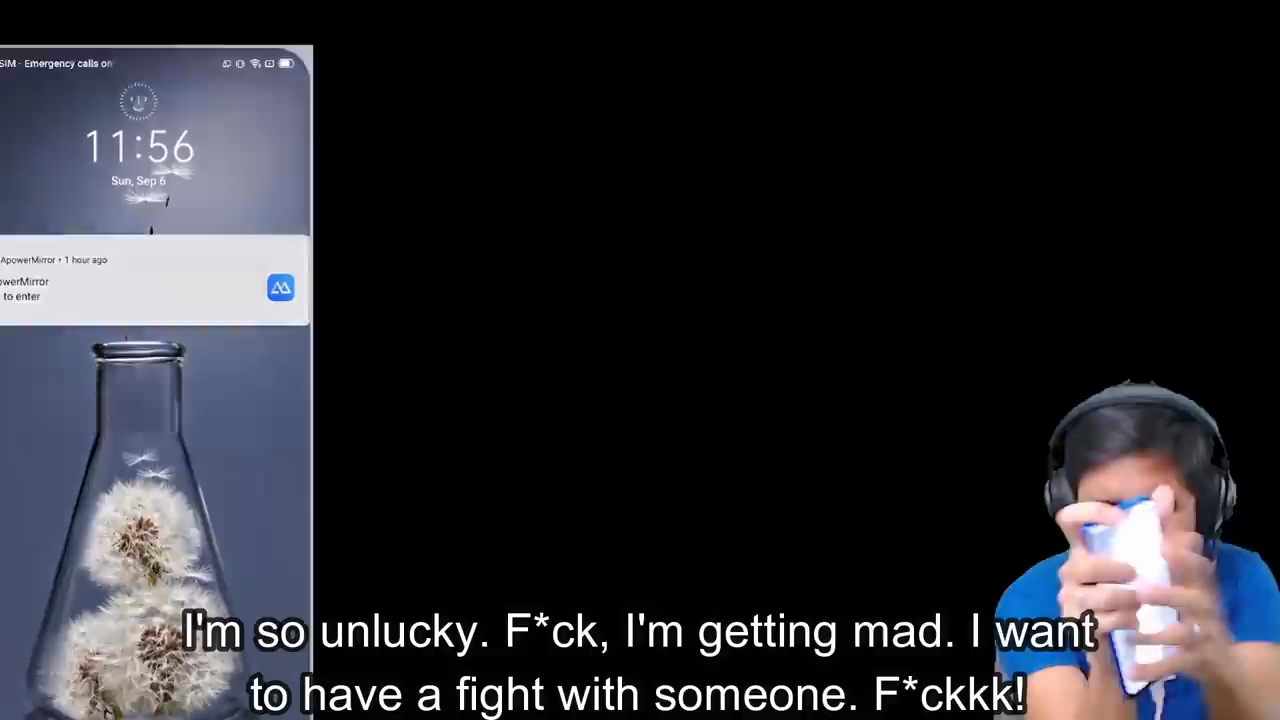 SIM - Emergency calls on
11:56
Sun, Sep 6
ApowerMirror • 1 hour ago
owerMirror
to enter
I'm so unlucky. F*ck, I'm getting mad. I want
to have a fight with someone. F*ckkk!